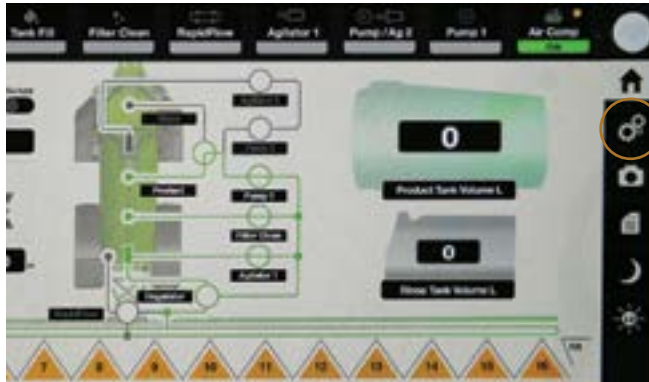 Tank Fill
Filter Clean
RapidFlow
Agitator 1
Pump / Ag 2
Pump 1
Air Comp
On
0
Product Tank Volume L
0
Rinse Tank Volume L
Product
Pump 1
Filter Clean
Agitator 1
Regulator
7
8
9
10
11
12
13
14
15
16